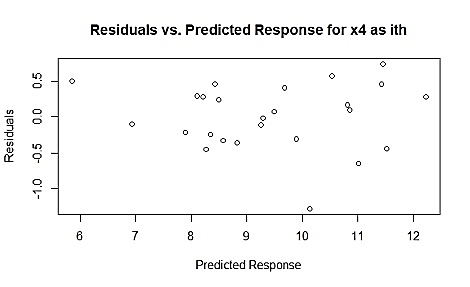 Residuals vs. Predicted Response for x4 as ith
Residuals
0.5
0.0
-0.5
-1.0
6 7 8 9 10 11 12
Predicted Response